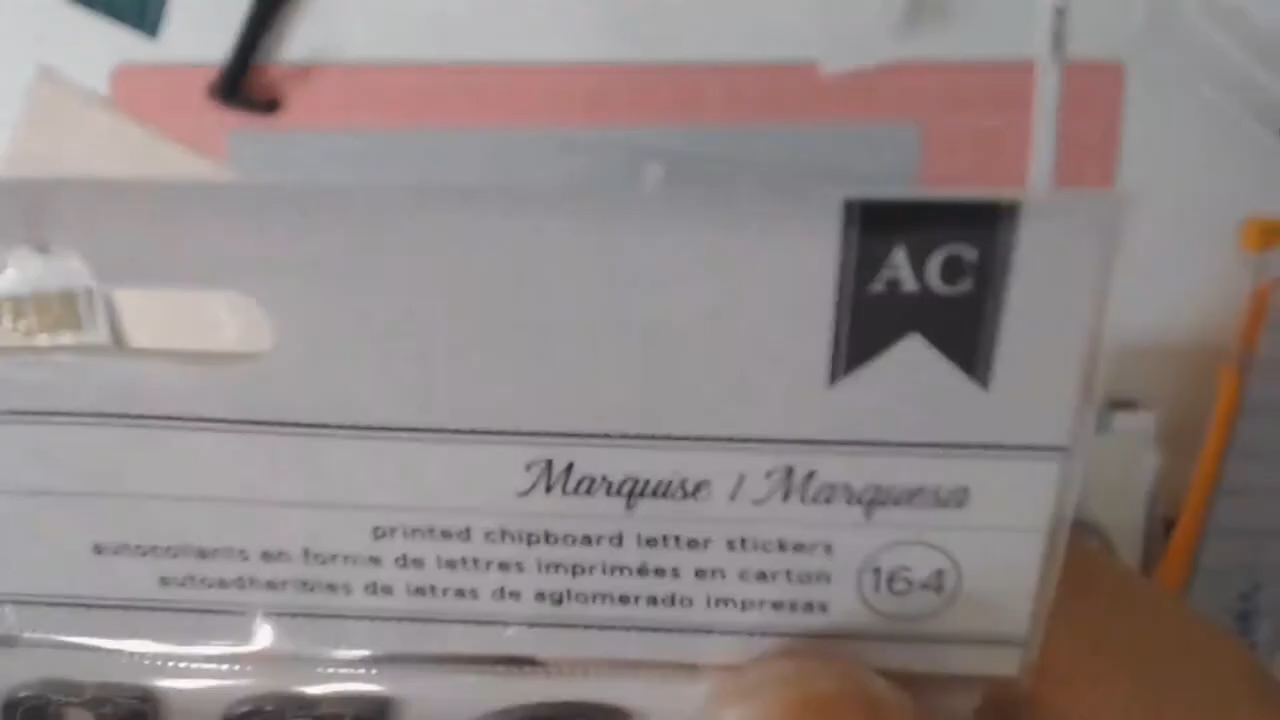 AC
Marquise / Marquesa
printed chipboard letter stickers
autocollants en forme de lettres imprimées en carton
autoadheribles de letras de aglomerado impresas
164